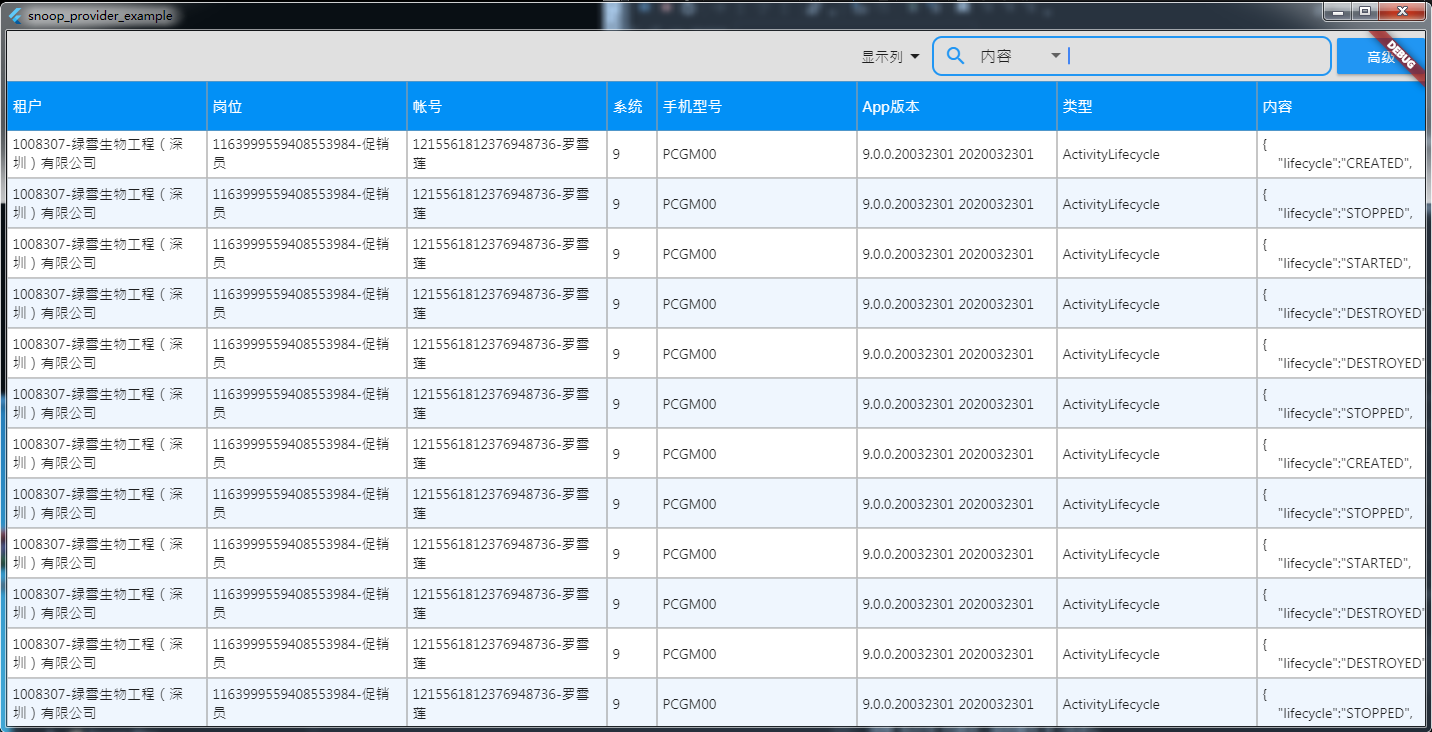 snoop_provider_example
显示列
内容
高级
DEBUG
租户 岗位 帐号 系统 手机型号 App版本 类型 内容
1008307-绿雪生物工程（深 1163999559408553984-促销 1215561812376948736-罗雪 9 PCGM00 9.0.0.20032301 2020032301 ActivityLifecycle {
圳）有限公司 员 莲 "lifecycle":"CREATED",
1008307-绿雪生物工程（深 1163999559408553984-促销 1215561812376948736-罗雪 9 PCGM00 9.0.0.20032301 2020032301 ActivityLifecycle {
圳）有限公司 员 莲 "lifecycle":"STOPPED",
1008307-绿雪生物工程（深 1163999559408553984-促销 1215561812376948736-罗雪 9 PCGM00 9.0.0.20032301 2020032301 ActivityLifecycle {
圳）有限公司 员 莲 "lifecycle":"STARTED",
1008307-绿雪生物工程（深 1163999559408553984-促销 1215561812376948736-罗雪 9 PCGM00 9.0.0.20032301 2020032301 ActivityLifecycle {
圳）有限公司 员 莲 "lifecycle":"DESTROYED"
1008307-绿雪生物工程（深 1163999559408553984-促销 1215561812376948736-罗雪 9 PCGM00 9.0.0.20032301 2020032301 ActivityLifecycle {
圳）有限公司 员 莲 "lifecycle":"DESTROYED"
1008307-绿雪生物工程（深 1163999559408553984-促销 1215561812376948736-罗雪 9 PCGM00 9.0.0.20032301 2020032301 ActivityLifecycle {
圳）有限公司 员 莲 "lifecycle":"STOPPED",
1008307-绿雪生物工程（深 1163999559408553984-促销 1215561812376948736-罗雪 9 PCGM00 9.0.0.20032301 2020032301 ActivityLifecycle {
圳）有限公司 员 莲 "lifecycle":"CREATED",
1008307-绿雪生物工程（深 1163999559408553984-促销 1215561812376948736-罗雪 9 PCGM00 9.0.0.20032301 2020032301 ActivityLifecycle {
圳）有限公司 员 莲 "lifecycle":"STOPPED",
1008307-绿雪生物工程（深 1163999559408553984-促销 1215561812376948736-罗雪 9 PCGM00 9.0.0.20032301 2020032301 ActivityLifecycle {
圳）有限公司 员 莲 "lifecycle":"STARTED",
1008307-绿雪生物工程（深 1163999559408553984-促销 1215561812376948736-罗雪 9 PCGM00 9.0.0.20032301 2020032301 ActivityLifecycle {
圳）有限公司 员 莲 "lifecycle":"DESTROYED"
1008307-绿雪生物工程（深 1163999559408553984-促销 1215561812376948736-罗雪 9 PCGM00 9.0.0.20032301 2020032301 ActivityLifecycle {
圳）有限公司 员 莲 "lifecycle":"DESTROYED"
1008307-绿雪生物工程（深 1163999559408553984-促销 1215561812376948736-罗雪 9 PCGM00 9.0.0.20032301 2020032301 ActivityLifecycle {
圳）有限公司 员 莲 "lifecycle":"STOPPED",